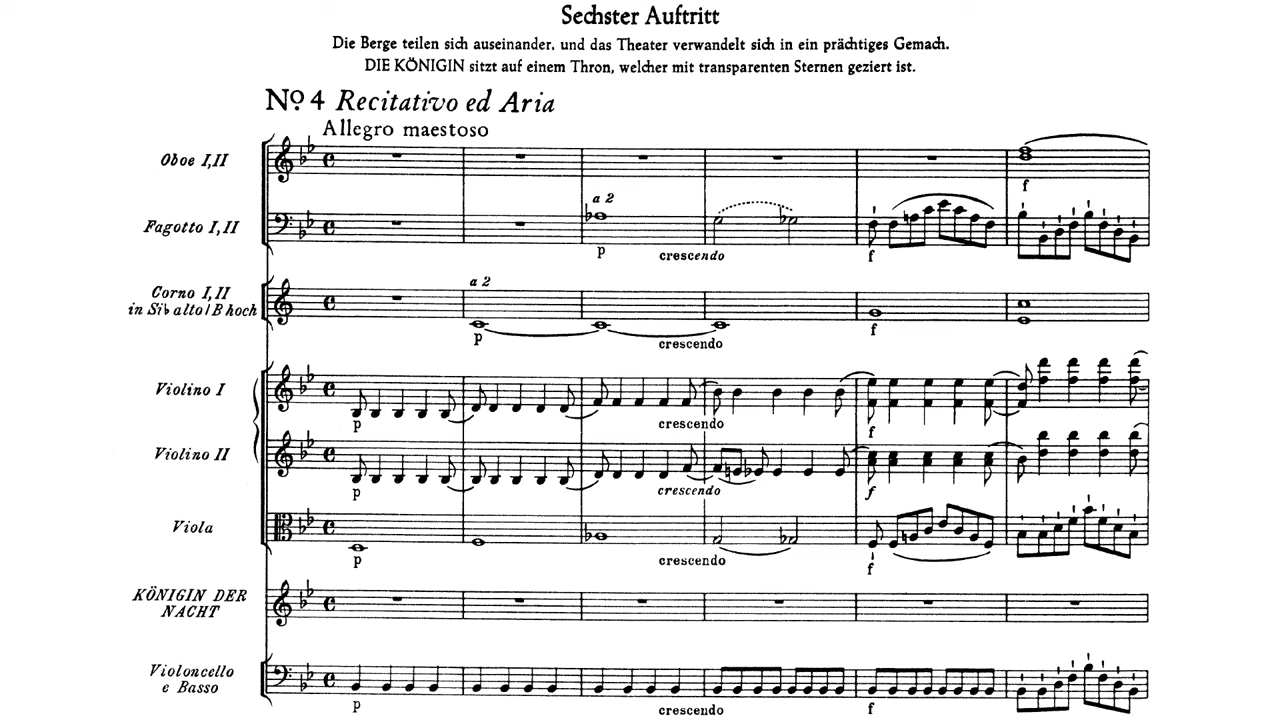 Sechster Auftritt
Die Berge teilen sich auseinander, und das Theater verwandelt sich in ein prächtiges Gemach.
DIE KÖNIGIN sitzt auf einem Thron, welcher mit transparenten Sternen geziert ist.
No. 4 Recitativo ed Aria
Allegro maestoso
Oboe I, II
f
a 2
Fagotto I, II
p crescendo f
a 2
Corno I, II
in Si♭ alto / B hoch
p crescendo f
Violino I
p crescendo f
Violino II
p crescendo f
Viola
p crescendo f
KÖNIGIN DER
NACHT
Violoncello
e Basso
p crescendo f